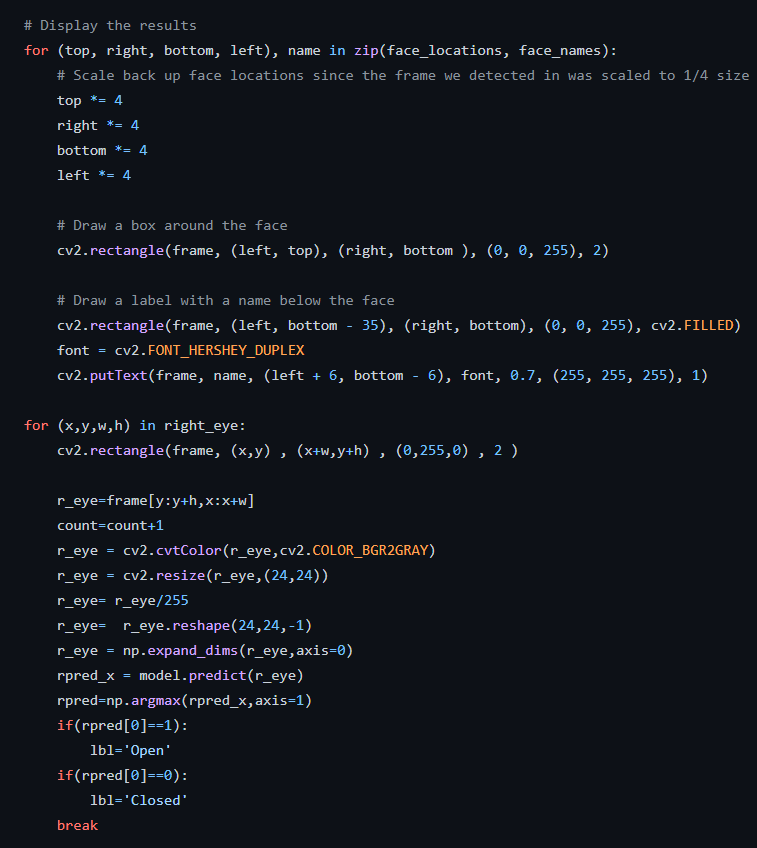 # Display the results
for (top, right, bottom, left), name in zip(face_locations, face_names):
    # Scale back up face locations since the frame we detected in was scaled to 1/4 size
    top *= 4
    right *= 4
    bottom *= 4
    left *= 4

    # Draw a box around the face
    cv2.rectangle(frame, (left, top), (right, bottom ), (0, 0, 255), 2)

    # Draw a label with a name below the face
    cv2.rectangle(frame, (left, bottom - 35), (right, bottom), (0, 0, 255), cv2.FILLED)
    font = cv2.FONT_HERSHEY_DUPLEX
    cv2.putText(frame, name, (left + 6, bottom - 6), font, 0.7, (255, 255, 255), 1)

for (x,y,w,h) in right_eye:
    cv2.rectangle(frame, (x,y) , (x+w,y+h) , (0,255,0) , 2 )

    r_eye=frame[y:y+h,x:x+w]
    count=count+1
    r_eye = cv2.cvtColor(r_eye,cv2.COLOR_BGR2GRAY)
    r_eye = cv2.resize(r_eye,(24,24))
    r_eye= r_eye/255
    r_eye=  r_eye.reshape(24,24,-1)
    r_eye = np.expand_dims(r_eye,axis=0)
    rpred_x = model.predict(r_eye)
    rpred=np.argmax(rpred_x,axis=1)
    if(rpred[0]==1):
        lbl='Open'
    if(rpred[0]==0):
        lbl='Closed'
    break